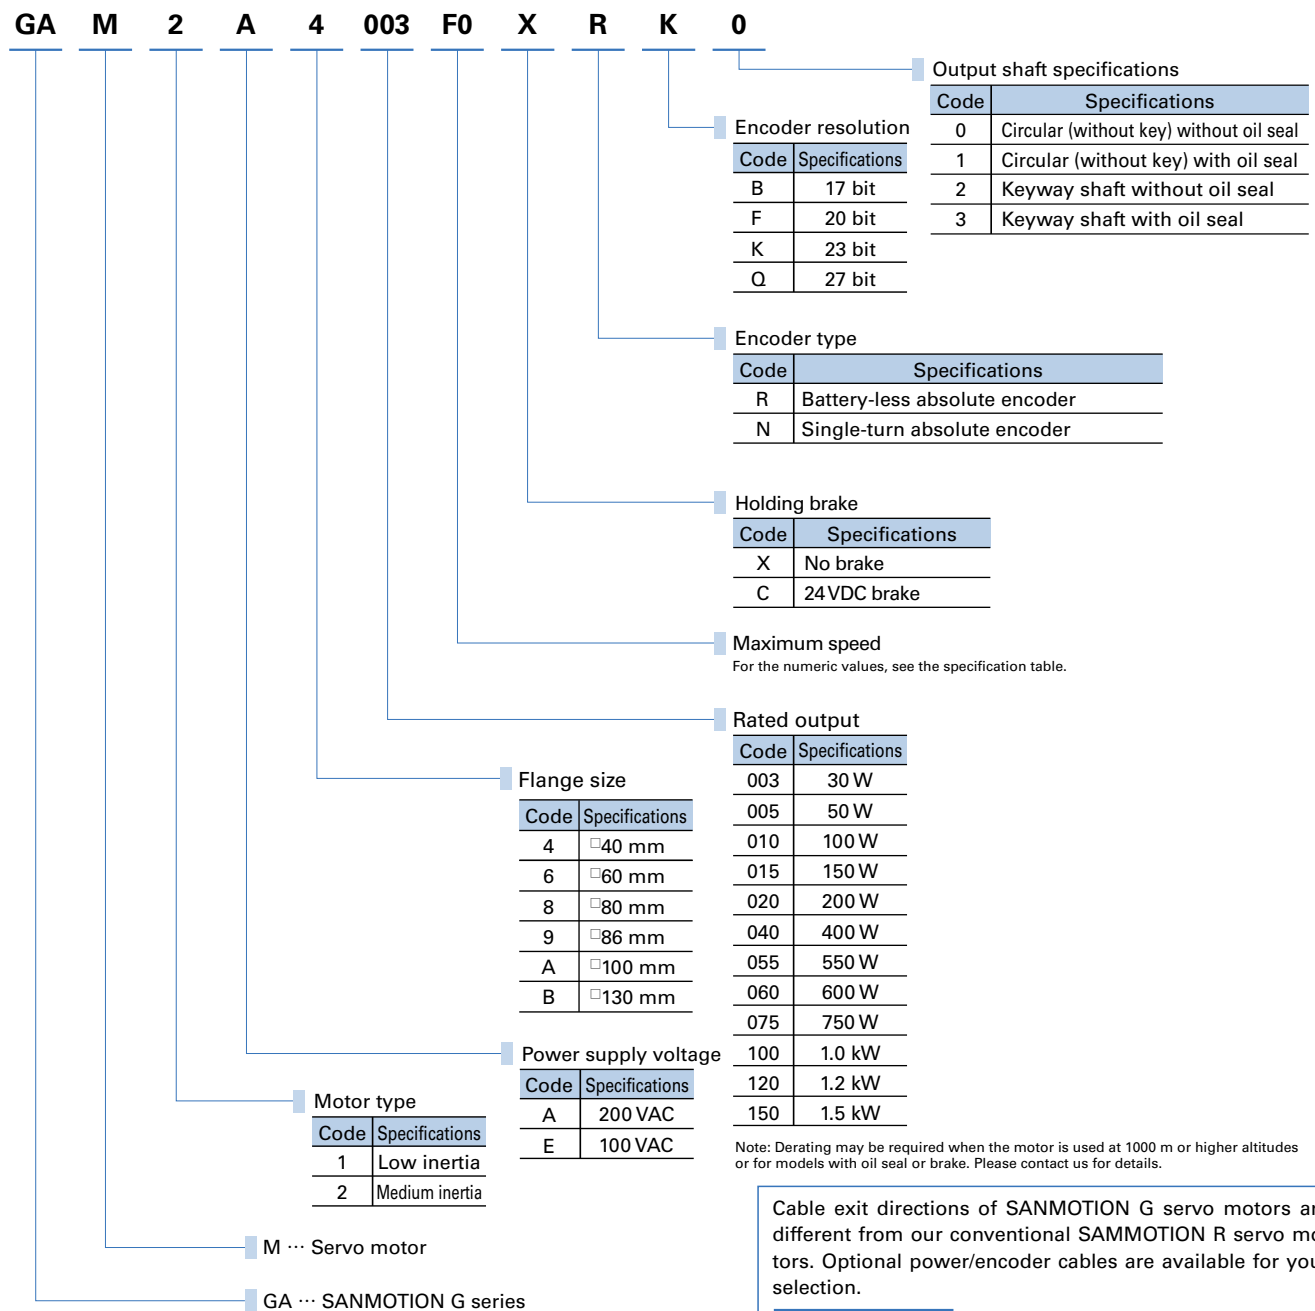 GA M 2 A 4 003 F0 X R K 0
Output shaft specifications
Code Specifications
0 Circular (without key) without oil seal
1 Circular (without key) with oil seal
2 Keyway shaft without oil seal
3 Keyway shaft with oil seal
Encoder resolution
Code Specifications
B 17 bit
F 20 bit
K 23 bit
Q 27 bit
Encoder type
Code Specifications
R Battery-less absolute encoder
N Single-turn absolute encoder
Holding brake
Code Specifications
X No brake
C 24 VDC brake
Maximum speed
For the numeric values, see the specification table.
Rated output
Code Specifications
003 30 W
005 50 W
010 100 W
015 150 W
020 200 W
040 400 W
055 550 W
060 600 W
075 750 W
100 1.0 kW
120 1.2 kW
150 1.5 kW
Note: Derating may be required when the motor is used at 1000 m or higher altitudes
or for models with oil seal or brake. Please contact us for details.
Flange size
Code Specifications
4 □40 mm
6 □60 mm
8 □80 mm
9 □86 mm
A □100 mm
B □130 mm
Power supply voltage
Code Specifications
A 200 VAC
E 100 VAC
Motor type
Code Specifications
1 Low inertia
2 Medium inertia
M ··· Servo motor
GA ··· SANMOTION G series
Cable exit directions of SANMOTION G servo motors ar
different from our conventional SAMMOTION R servo mo
tors. Optional power/encoder cables are available for you
selection.